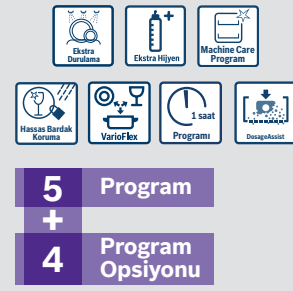 Ekstra
Durulama
+
Ekstra Hijyen
Machine Care
Program
Hassas Bardak
Koruma
VarioFlex
1 saat
Programı
DosageAssist
5 Program
+
4 Program
Opsiyonu